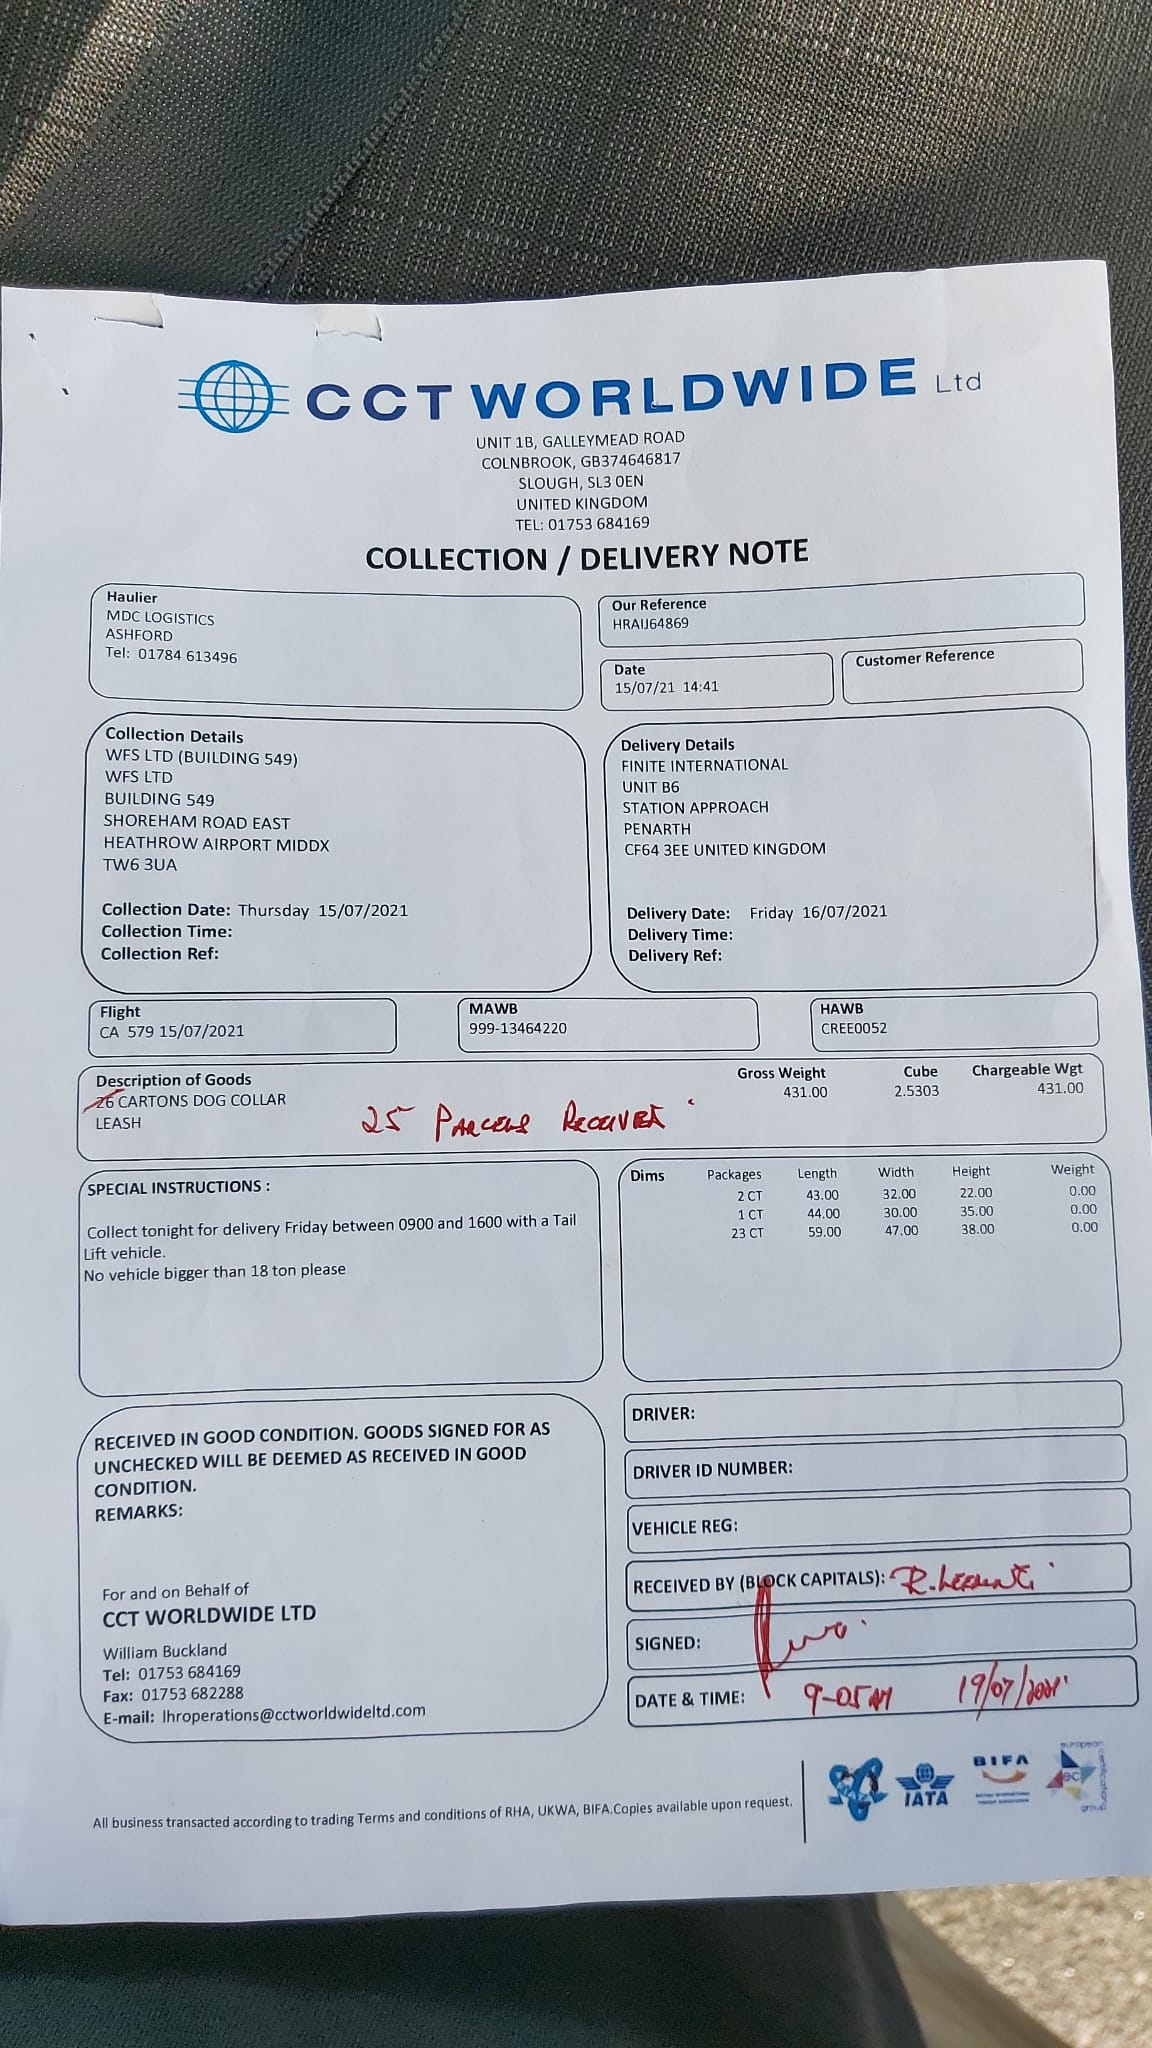 CCT WORLDWIDE Ltd
UNIT 1B, GALLEYMEAD ROAD
COLNBROOK, GB374646817
SLOUGH, SL3 0EN
UNITED KINGDOM
TEL: 01753 684169
COLLECTION / DELIVERY NOTE
Haulier
MDC LOGISTICS
ASHFORD
Tel: 01784 613496
Our Reference
HRAIJ64869
Date
15/07/21 14:41
Customer Reference
Collection Details
WFS LTD (BUILDING 549)
WFS LTD
BUILDING 549
SHOREHAM ROAD EAST
HEATHROW AIRPORT MIDDX
TW6 3UA
Collection Date: Thursday 15/07/2021
Collection Time:
Collection Ref:
Delivery Details
FINITE INTERNATIONAL
UNIT B6
STATION APPROACH
PENARTH
CF64 3EE UNITED KINGDOM
Delivery Date: Friday 16/07/2021
Delivery Time:
Delivery Ref:
Flight
CA 579 15/07/2021
MAWB
999-13464220
HAWB
CREE0052
Description of Goods
26 CARTONS DOG COLLAR
LEASH
25 PARCELS RECEIVED
Gross Weight Cube Chargeable Wgt
431.00 2.5303 431.00
SPECIAL INSTRUCTIONS :
Collect tonight for delivery Friday between 0900 and 1600 with a Tail
Lift vehicle.
No vehicle bigger than 18 ton please
Dims Packages Length Width Height Weight
2 CT 43.00 32.00 22.00 0.00
1 CT 44.00 30.00 35.00 0.00
23 CT 59.00 47.00 38.00 0.00
RECEIVED IN GOOD CONDITION. GOODS SIGNED FOR AS
UNCHECKED WILL BE DEEMED AS RECEIVED IN GOOD
CONDITION.
REMARKS:
For and on Behalf of
CCT WORLDWIDE LTD
William Buckland
Tel: 01753 684169
Fax: 01753 682288
E-mail: lhroperations@cctworldwideltd.com
DRIVER:
DRIVER ID NUMBER:
VEHICLE REG:
RECEIVED BY (BLOCK CAPITALS): R.
SIGNED:
DATE & TIME: 9-05 AM 19/07/2021
All business transacted according to trading Terms and conditions of RHA, UKWA, BIFA.Copies available upon request.
IATA
BIFA
european
certification
group
ec